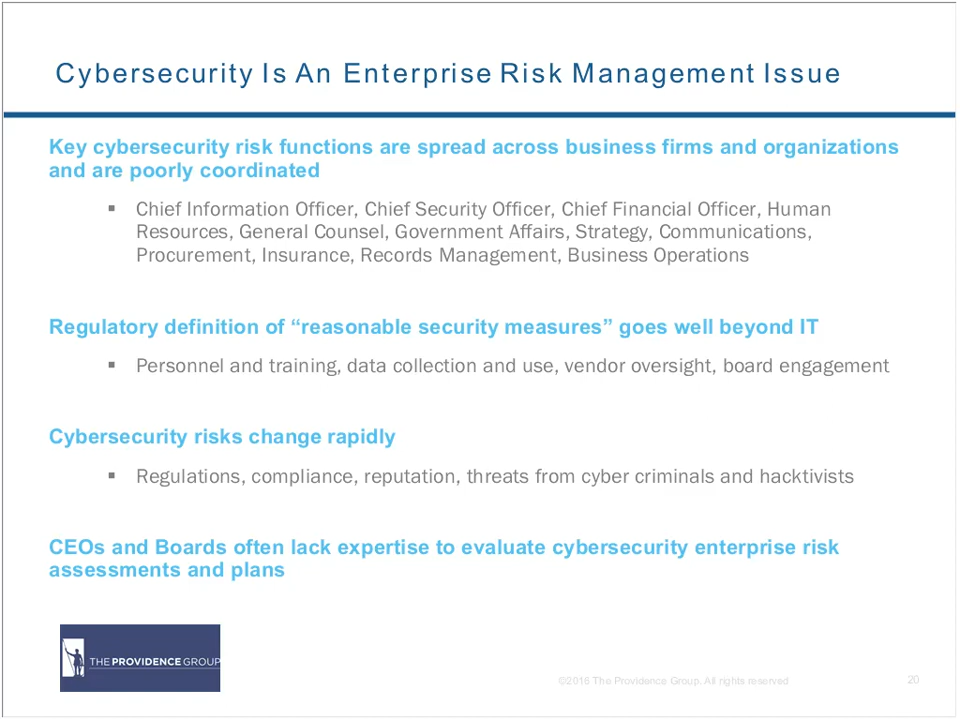 Cybersecurity Is An Enterprise Risk Management Issue
Key cybersecurity risk functions are spread across business firms and organizations
and are poorly coordinated
▪ Chief Information Officer, Chief Security Officer, Chief Financial Officer, Human
Resources, General Counsel, Government Affairs, Strategy, Communications,
Procurement, Insurance, Records Management, Business Operations
Regulatory definition of “reasonable security measures” goes well beyond IT
▪ Personnel and training, data collection and use, vendor oversight, board engagement
Cybersecurity risks change rapidly
▪ Regulations, compliance, reputation, threats from cyber criminals and hacktivists
CEOs and Boards often lack expertise to evaluate cybersecurity enterprise risk
assessments and plans
THE PROVIDENCE GROUP
©2016 The Providence Group. All rights reserved
20